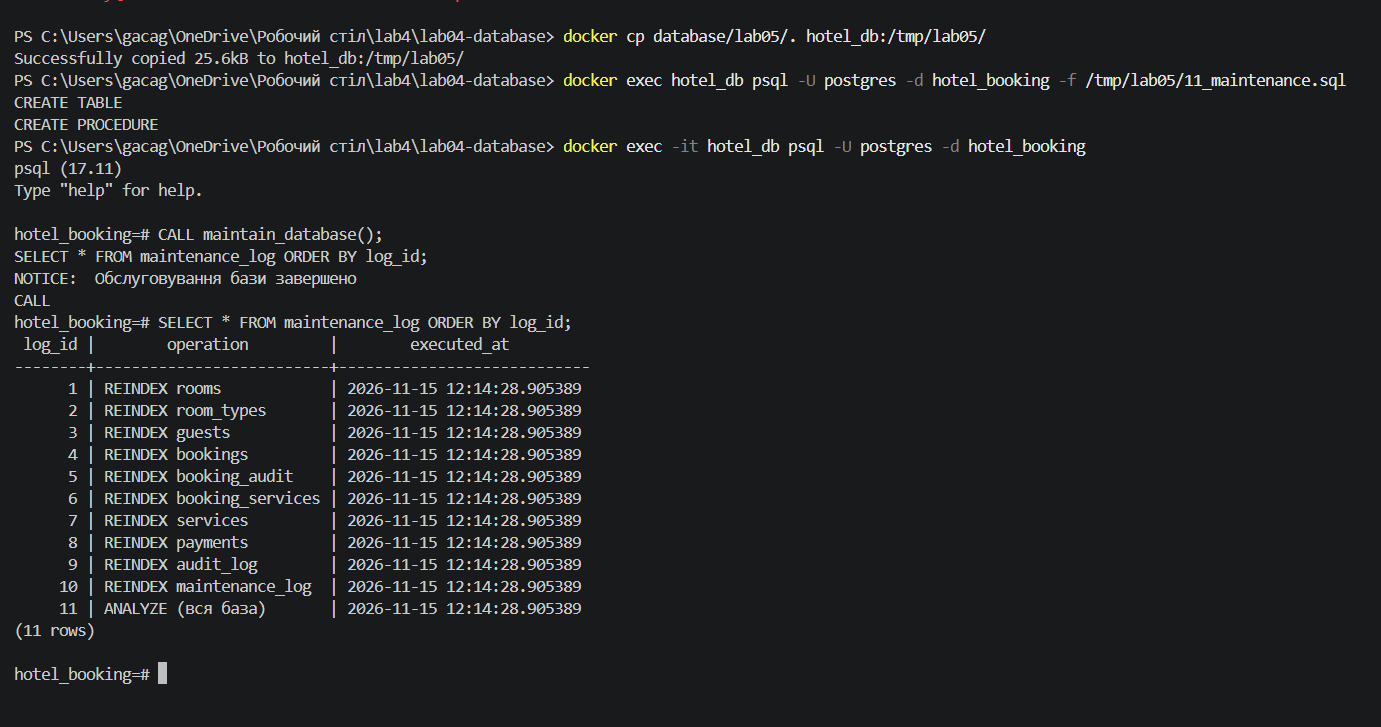 PS C:\Users\gacag\OneDrive\Робочий стіл\lab4\lab04-database> docker cp database/lab05/. hotel_db:/tmp/lab05/
Successfully copied 25.6kB to hotel_db:/tmp/lab05/
PS C:\Users\gacag\OneDrive\Робочий стіл\lab4\lab04-database> docker exec hotel_db psql -U postgres -d hotel_booking -f /tmp/lab05/11_maintenance.sql
CREATE TABLE
CREATE PROCEDURE
PS C:\Users\gacag\OneDrive\Робочий стіл\lab4\lab04-database> docker exec -it hotel_db psql -U postgres -d hotel_booking
psql (17.11)
Type "help" for help.
hotel_booking=# CALL maintain_database();
SELECT * FROM maintenance_log ORDER BY log_id;
NOTICE:  Обслуговування бази завершено
CALL
hotel_booking=# SELECT * FROM maintenance_log ORDER BY log_id;
 log_id |        operation         |        executed_at
--------+--------------------------+----------------------------
      1 | REINDEX rooms            | 2026-11-15 12:14:28.905389
      2 | REINDEX room_types       | 2026-11-15 12:14:28.905389
      3 | REINDEX guests           | 2026-11-15 12:14:28.905389
      4 | REINDEX bookings         | 2026-11-15 12:14:28.905389
      5 | REINDEX booking_audit    | 2026-11-15 12:14:28.905389
      6 | REINDEX booking_services | 2026-11-15 12:14:28.905389
      7 | REINDEX services         | 2026-11-15 12:14:28.905389
      8 | REINDEX payments         | 2026-11-15 12:14:28.905389
      9 | REINDEX audit_log        | 2026-11-15 12:14:28.905389
     10 | REINDEX maintenance_log  | 2026-11-15 12:14:28.905389
     11 | ANALYZE (вся база)       | 2026-11-15 12:14:28.905389
(11 rows)
hotel_booking=#